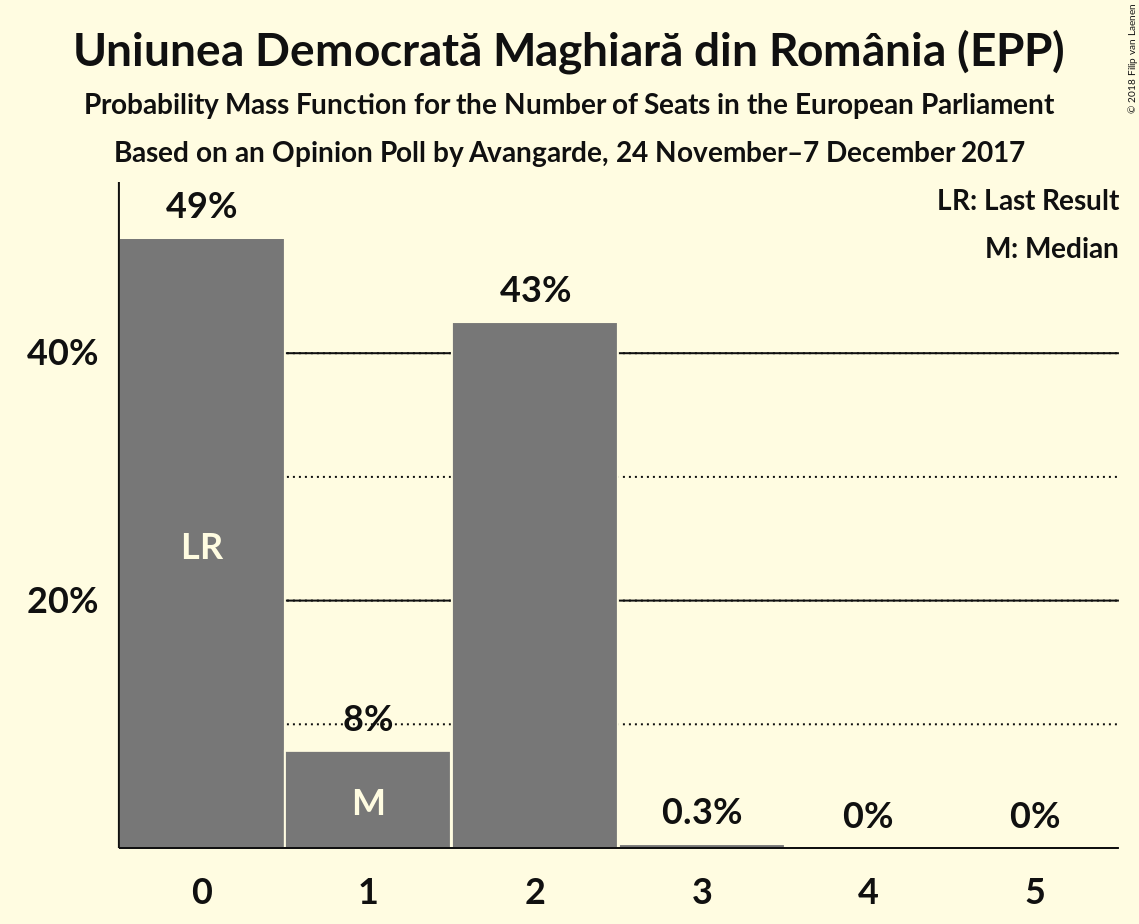 Uniunea Democrată Maghiară din România (EPP)
Probability Mass Function for the Number of Seats in the European Parliament
Based on an Opinion Poll by Avangarde, 24 November–7 December 2017
© 2018 Filip van Laenen
LR: Last Result
M: Median
49%
43%
40%
LR
20%
8%
M
0.3%
0%
0%
0
1
2
3
4
5